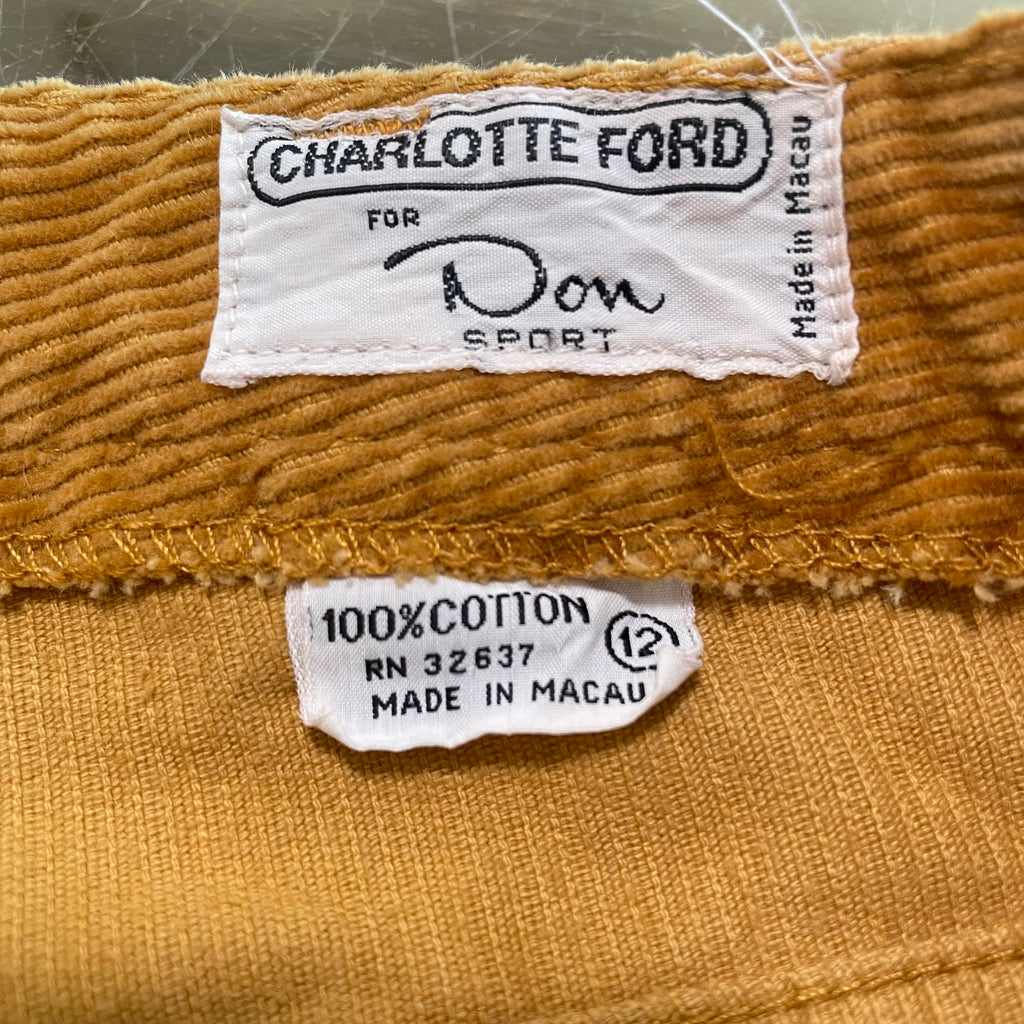 CHARLOTTE FORD
FOR
Don
SPORT
Made in Macau
100% COTTON
12
RN 32637
MADE IN MACAU